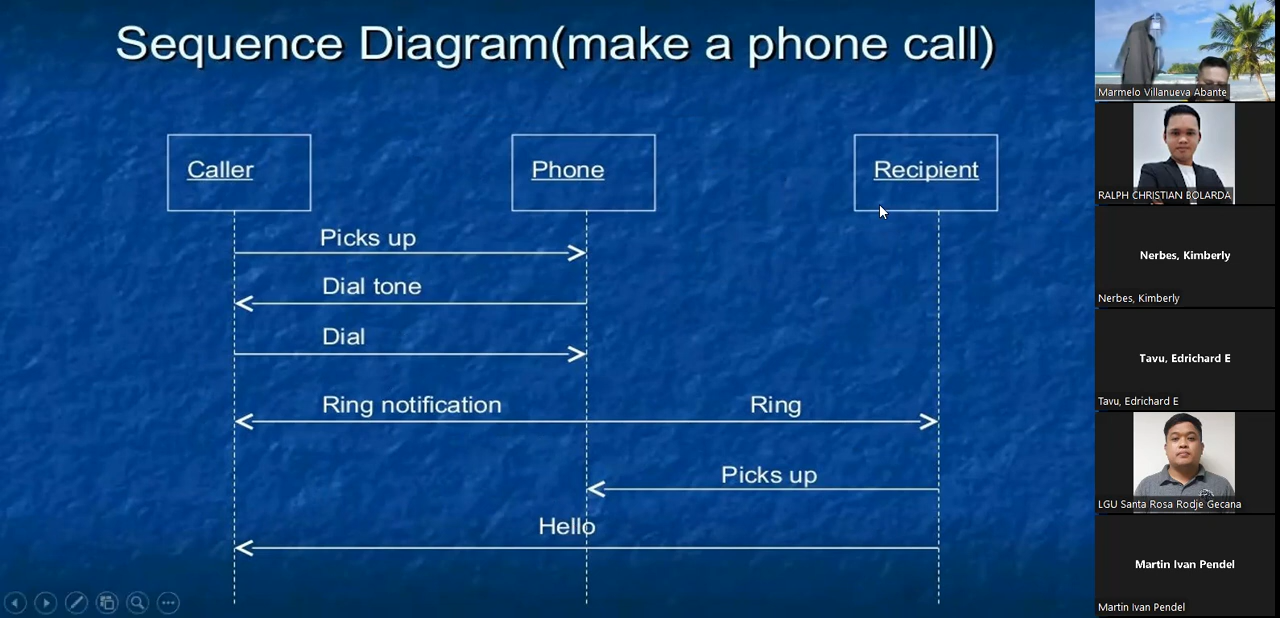 Sequence Diagram(make a phone call)
Caller
Phone
Recipient
Picks up
Dial tone
Dial
Ring notification
Ring
Picks up
Hello
Marmelo Villanueva Abante
RALPH CHRISTIAN BOLARDA
Nerbes, Kimberly
Nerbes, Kimberly
Tavu, Edrichard E
Tavu, Edrichard E
LGU Santa Rosa Rodje Gecana
Martin Ivan Pendel
Martin Ivan Pendel